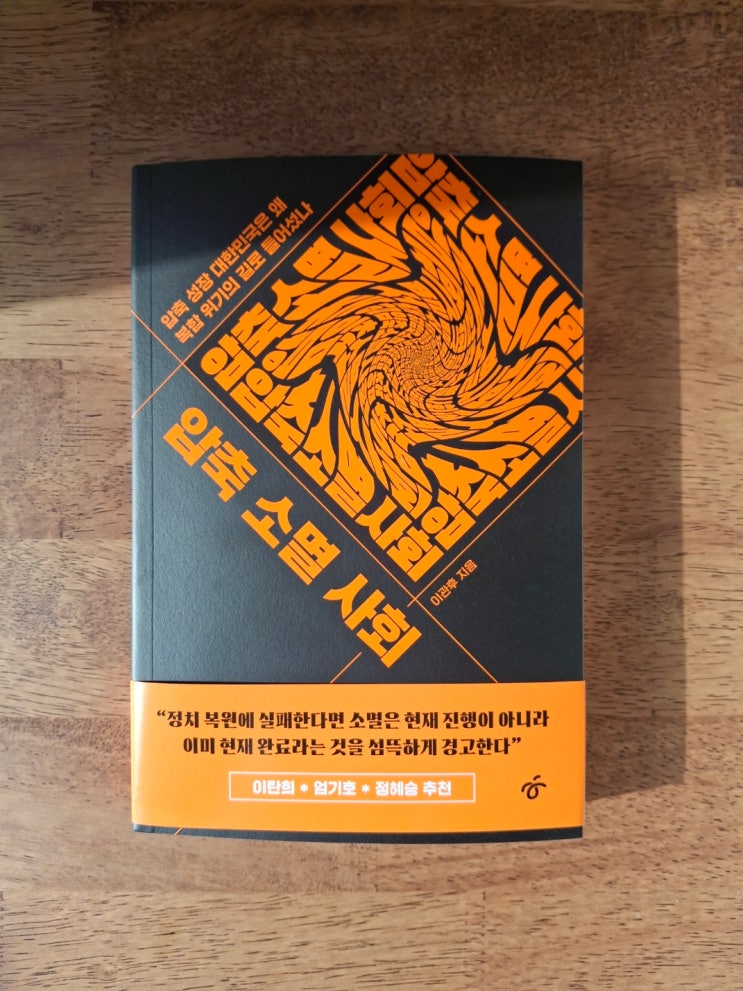 압축 성장 대한민국은 왜
복합 위기의 길로 들어섰나
압축 소멸 사회
이관후 지음
“정치 복원에 실패한다면 소멸은 현재 진행이 아니라
이미 현재 완료라는 것을 섬뜩하게 경고한다”
이탄희 * 엄기호 * 정혜승 추천